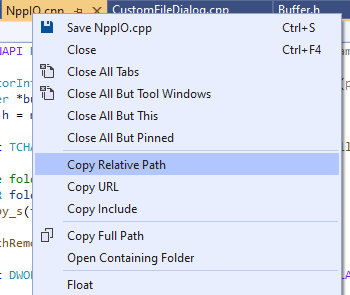 NppIO.cpp CustomFileDialog.cpp Buffer.h
Save NppIO.cpp Ctrl+S
Close Ctrl+F4
Close All Tabs
Close All But Tool Windows
Close All But This
Close All But Pinned
Copy Relative Path
Copy URL
Copy Include
Copy Full Path
Open Containing Folder
Float